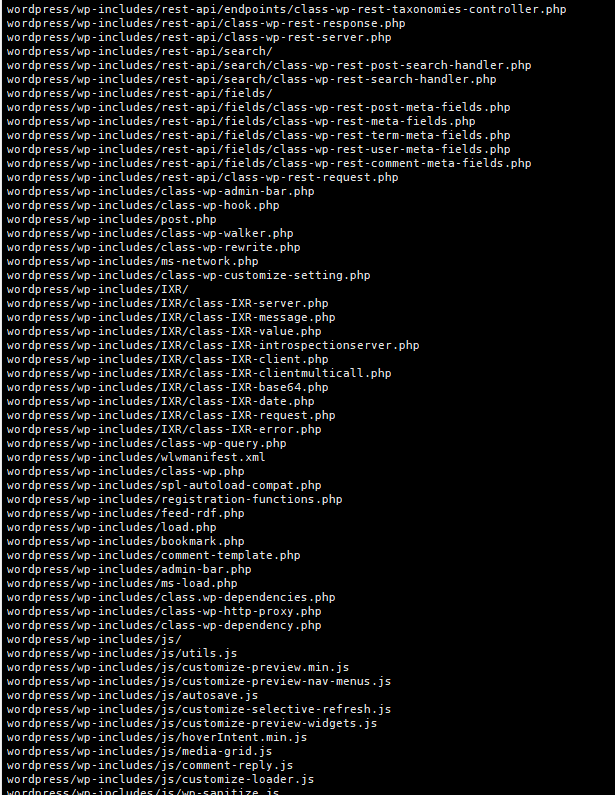 wordpress/wp-includes/rest-api/endpoints/class-wp-rest-taxonomies-controller.php
wordpress/wp-includes/rest-api/class-wp-rest-response.php
wordpress/wp-includes/rest-api/class-wp-rest-server.php
wordpress/wp-includes/rest-api/search/
wordpress/wp-includes/rest-api/search/class-wp-rest-post-search-handler.php
wordpress/wp-includes/rest-api/search/class-wp-rest-search-handler.php
wordpress/wp-includes/rest-api/fields/
wordpress/wp-includes/rest-api/fields/class-wp-rest-post-meta-fields.php
wordpress/wp-includes/rest-api/fields/class-wp-rest-meta-fields.php
wordpress/wp-includes/rest-api/fields/class-wp-rest-term-meta-fields.php
wordpress/wp-includes/rest-api/fields/class-wp-rest-user-meta-fields.php
wordpress/wp-includes/rest-api/fields/class-wp-rest-comment-meta-fields.php
wordpress/wp-includes/rest-api/class-wp-rest-request.php
wordpress/wp-includes/class-wp-admin-bar.php
wordpress/wp-includes/class-wp-hook.php
wordpress/wp-includes/post.php
wordpress/wp-includes/class-wp-walker.php
wordpress/wp-includes/class-wp-rewrite.php
wordpress/wp-includes/ms-network.php
wordpress/wp-includes/class-wp-customize-setting.php
wordpress/wp-includes/IXR/
wordpress/wp-includes/IXR/class-IXR-server.php
wordpress/wp-includes/IXR/class-IXR-message.php
wordpress/wp-includes/IXR/class-IXR-value.php
wordpress/wp-includes/IXR/class-IXR-introspectionserver.php
wordpress/wp-includes/IXR/class-IXR-client.php
wordpress/wp-includes/IXR/class-IXR-clientmulticall.php
wordpress/wp-includes/IXR/class-IXR-base64.php
wordpress/wp-includes/IXR/class-IXR-date.php
wordpress/wp-includes/IXR/class-IXR-request.php
wordpress/wp-includes/IXR/class-IXR-error.php
wordpress/wp-includes/class-wp-query.php
wordpress/wp-includes/wlwmanifest.xml
wordpress/wp-includes/class-wp.php
wordpress/wp-includes/spl-autoload-compat.php
wordpress/wp-includes/registration-functions.php
wordpress/wp-includes/feed-rdf.php
wordpress/wp-includes/load.php
wordpress/wp-includes/bookmark.php
wordpress/wp-includes/comment-template.php
wordpress/wp-includes/admin-bar.php
wordpress/wp-includes/ms-load.php
wordpress/wp-includes/class.wp-dependencies.php
wordpress/wp-includes/class-wp-http-proxy.php
wordpress/wp-includes/class-wp-dependency.php
wordpress/wp-includes/js/
wordpress/wp-includes/js/utils.js
wordpress/wp-includes/js/customize-preview.min.js
wordpress/wp-includes/js/customize-preview-nav-menus.js
wordpress/wp-includes/js/autosave.js
wordpress/wp-includes/js/customize-selective-refresh.js
wordpress/wp-includes/js/customize-preview-widgets.js
wordpress/wp-includes/js/hoverIntent.min.js
wordpress/wp-includes/js/media-grid.js
wordpress/wp-includes/js/comment-reply.js
wordpress/wp-includes/js/customize-loader.js
wordpress/wp-includes/js/wp-sanitize.js